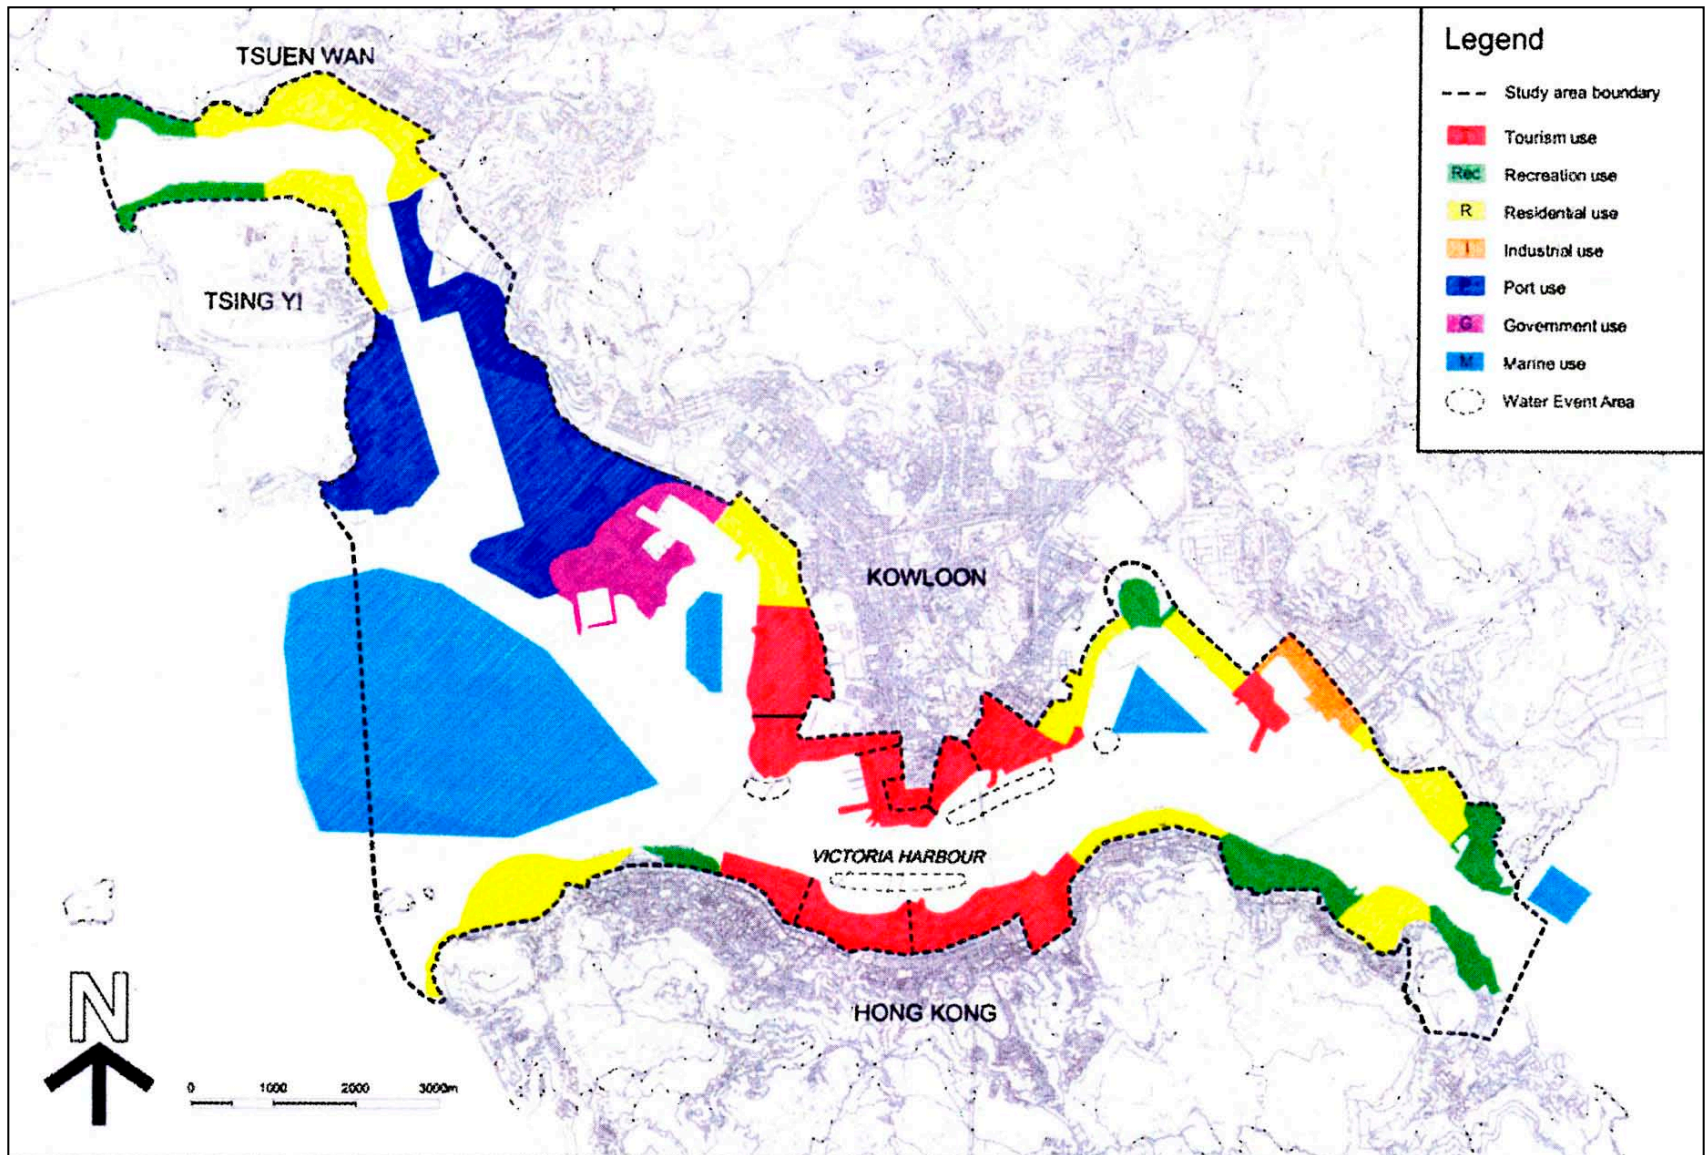 TSUEN WAN
TSING YI
KOWLOON
VICTORIA HARBOUR
HONG KONG
N
0 1000 2000 3000m
Legend
Study area boundary
T Tourism use
Rec Recreation use
R Residential use
I Industrial use
P Port use
G Government use
M Marine use
Water Event Area